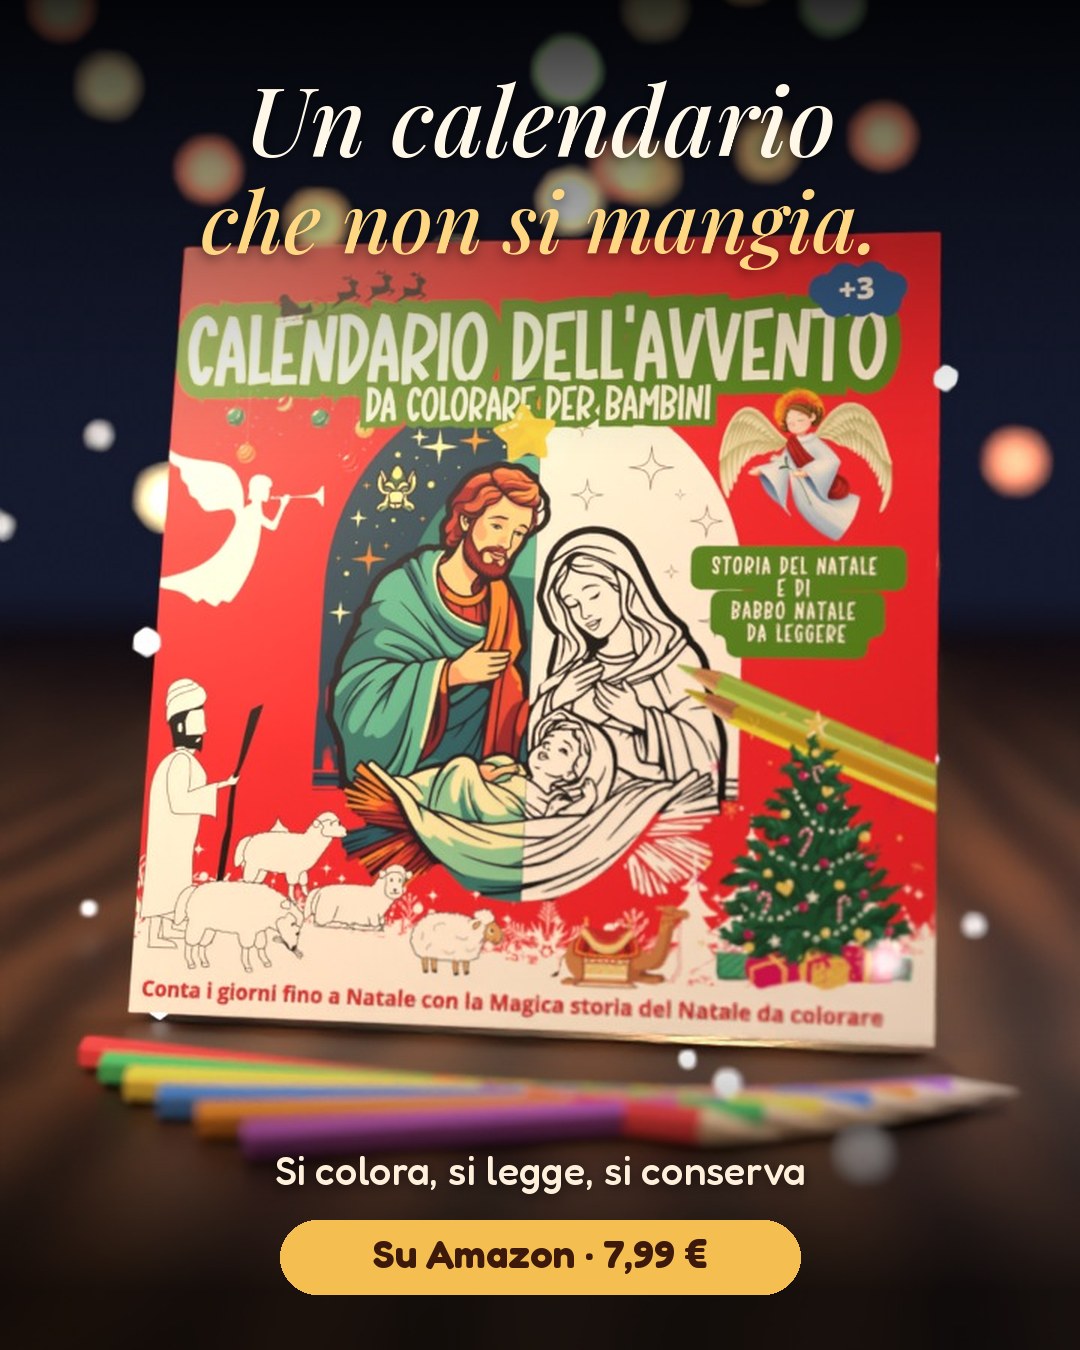 Un calendario
che non si mangia.
+3
CALENDARIO DELL'AVVENTO
DA COLORARE PER BAMBINI
STORIA DEL NATALE
E DI
BABBO NATALE
DA LEGGERE
Conta i giorni fino a Natale con la Magica storia del Natale da colorare
Si colora, si legge, si conserva
Su Amazon · 7,99 €